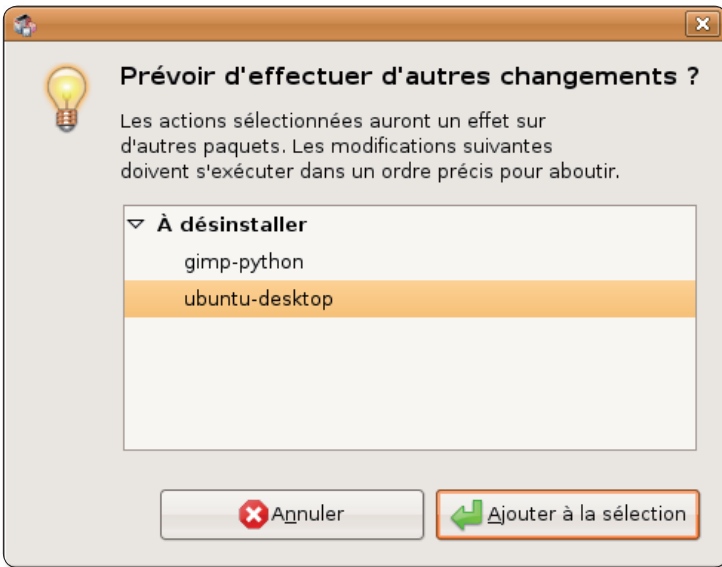 Prévoir d'effectuer d'autres changements ?
Les actions sélectionnées auront un effet sur
d'autres paquets. Les modifications suivantes
doivent s'exécuter dans un ordre précis pour aboutir.
À désinstaller
gimp-python
ubuntu-desktop
Annuler
Ajouter à la sélection